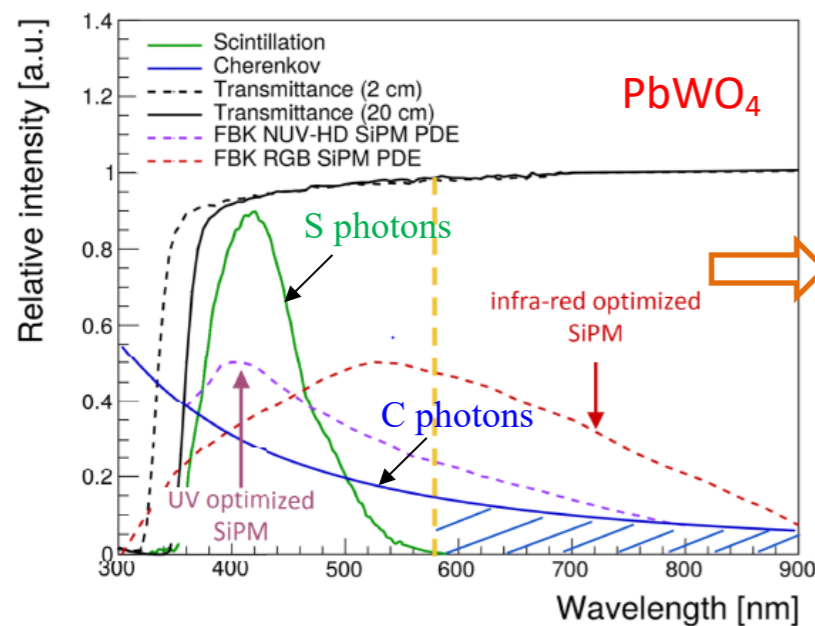 Relative intensity [a.u.]
1.4
1.2
1
0.8
0.6
0.4
0.2
0
Scintillation
Cherenkov
Transmittance (2 cm)
Transmittance (20 cm)
FBK NUV-HD SiPM PDE
FBK RGB SiPM PDE
PbWO₄
S photons
infra-red optimized
SiPM
C photons
UV optimized
SiPM
300 400 500 600 700 800 900
Wavelength [nm]